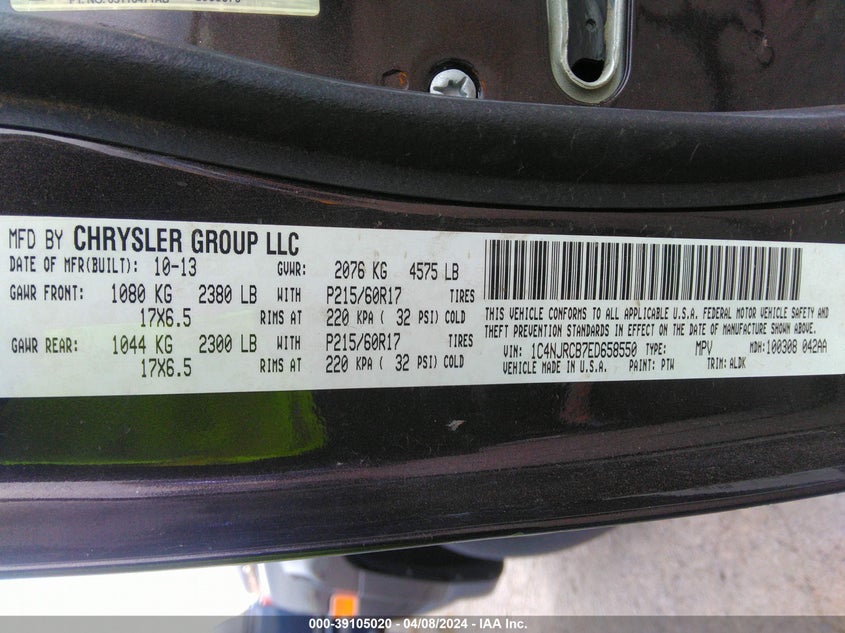 MFD BY CHRYSLER GROUP LLC
DATE OF MFR(BUILT): 10-13 GVWR: 2076 KG 4575 LB
GAWR FRONT: 1080 KG 2380 LB WITH P215/60R17 TIRES
17X6.5 RIMS AT 220 KPA ( 32 PSI) COLD
GAWR REAR: 1044 KG 2300 LB WITH P215/60R17 TIRES
17X6.5 RIMS AT 220 KPA ( 32 PSI) COLD
THIS VEHICLE CONFORMS TO ALL APPLICABLE U.S.A. FEDERAL MOTOR VEHICLE SAFETY AND
THEFT PREVENTION STANDARDS IN EFFECT ON THE DATE OF MANUFACTURE SHOWN ABOVE.
VIN: 1C4NJRCB7ED658550 TYPE: MPV MDH: 100308 042AA
VEHICLE MADE IN U.S.A. PAINT: PTW TRIM: ALDK
000-39105020 - 04/08/2024 - IAA Inc.